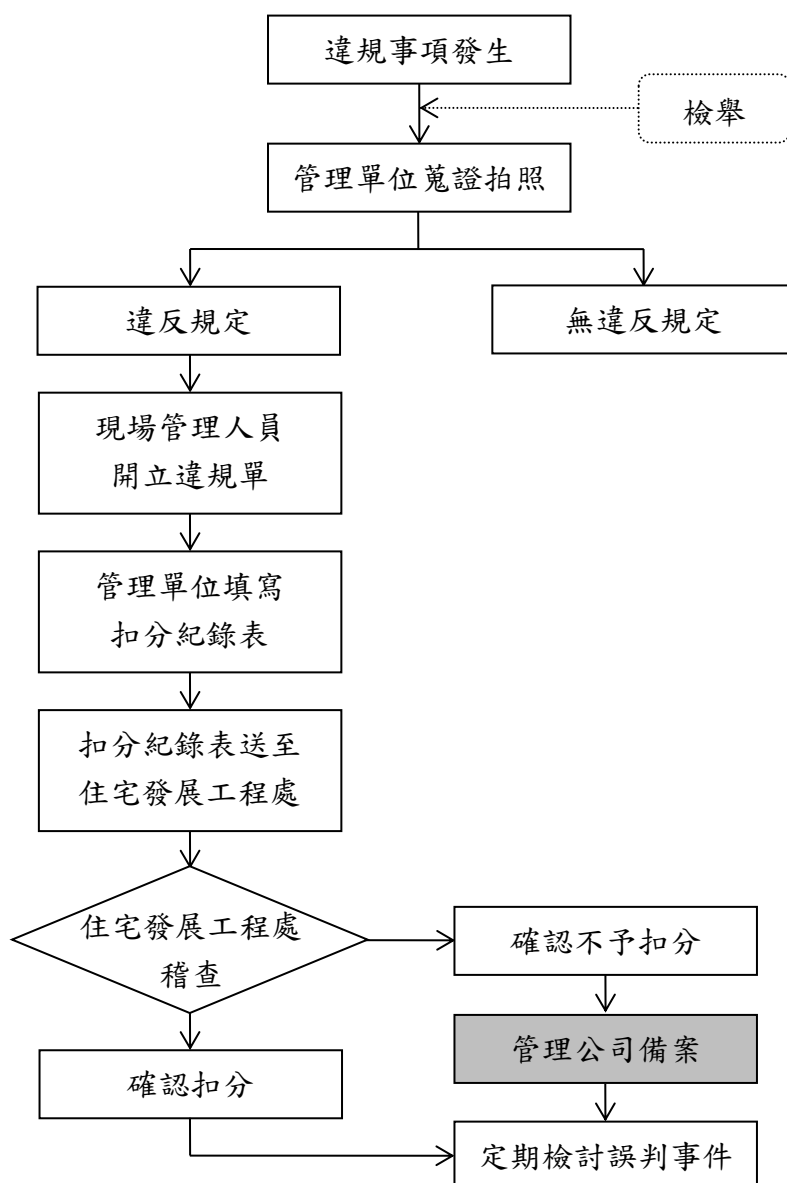 違規事項發生
檢舉
管理單位蒐證拍照
違反規定
無違反規定
現場管理人員
開立違規單
管理單位填寫
扣分紀錄表
扣分紀錄表送至
住宅發展工程處
住宅發展工程處
稽查
確認不予扣分
管理公司備案
確認扣分
定期檢討誤判事件